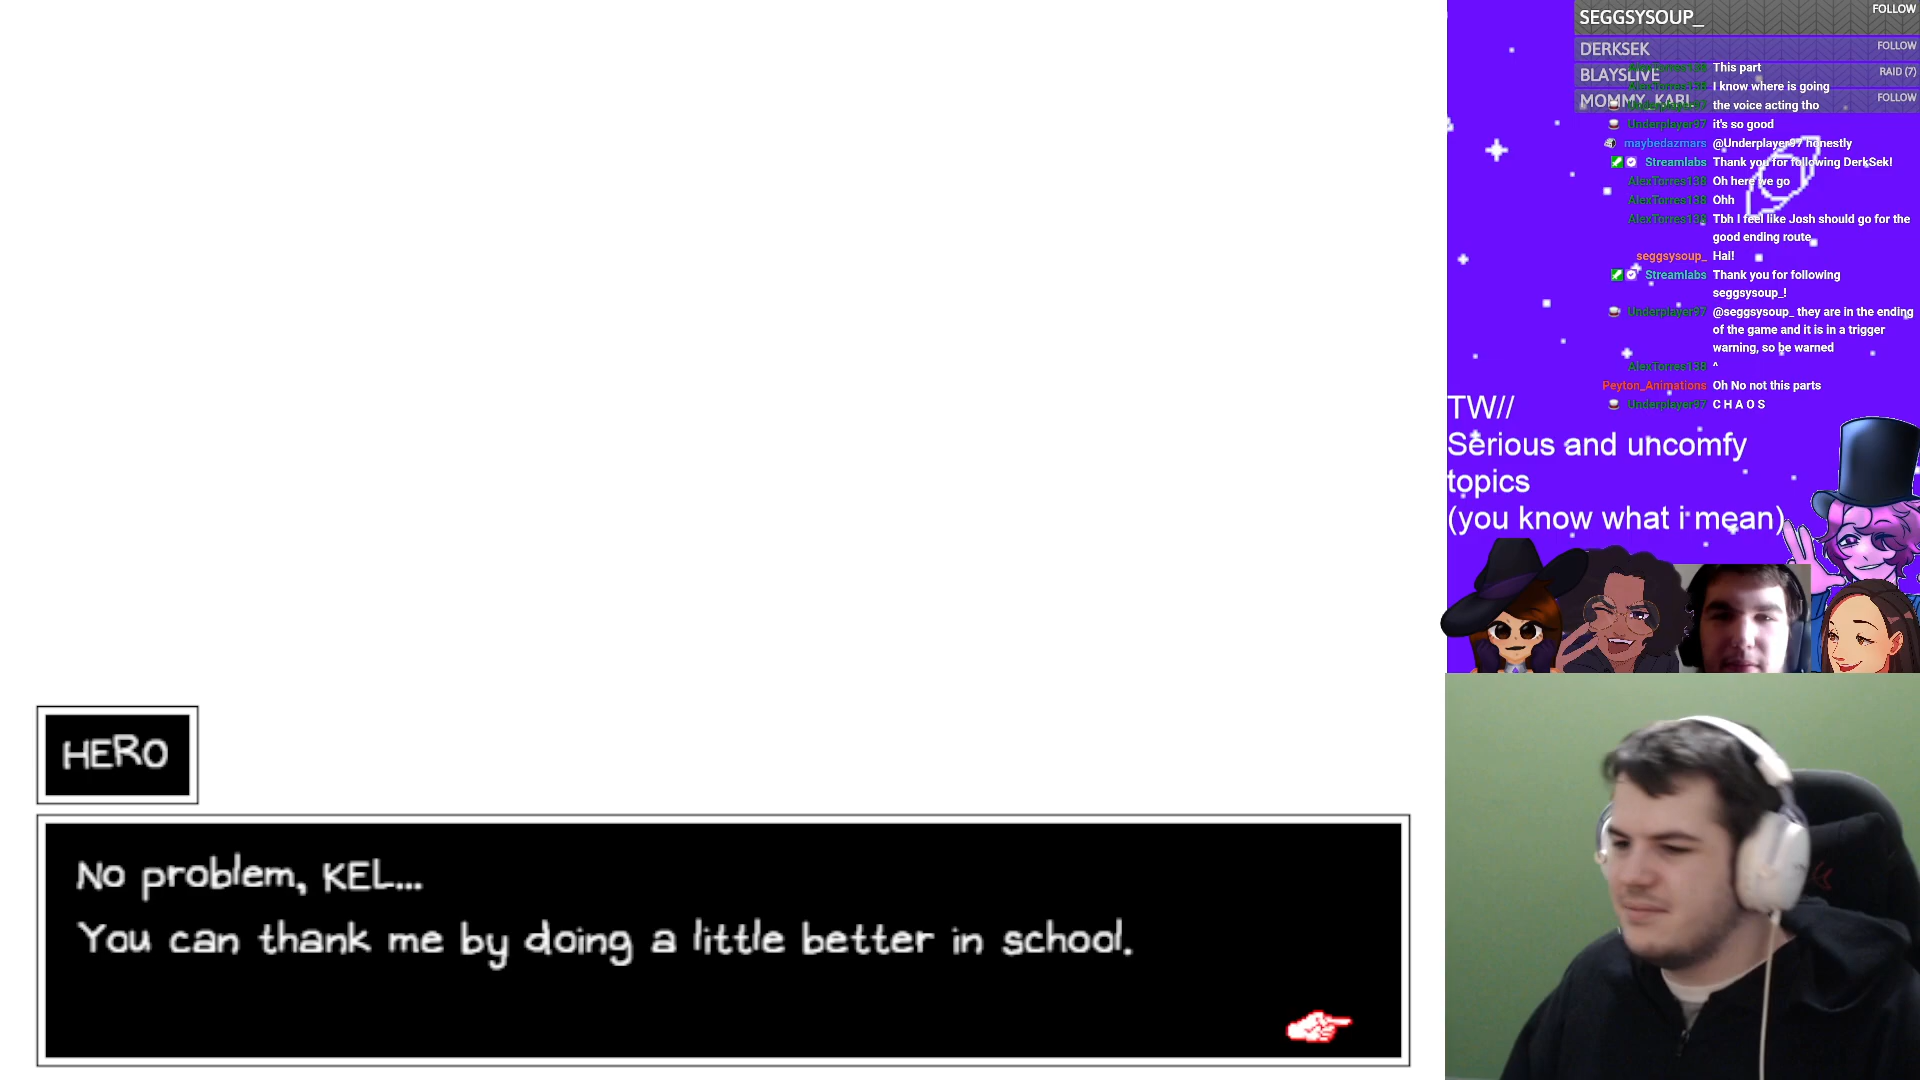 SEGGSYSOUP_ FOLLOW
DERKSEK FOLLOW
BLAYSLIVE RAID (7)
MOMMY_KARL FOLLOW
AlexTorres138 This part
AlexTorres138 I know where is going
Underplayer97 the voice acting tho
Underplayer97 it's so good
maybedazmars @Underplayer97 honestly
Streamlabs Thank you for following DerkSek!
AlexTorres138 Oh here we go
AlexTorres138 Ohh
AlexTorres138 Tbh I feel like Josh should go for the
good ending route
seggsysoup_ Hai!
Streamlabs Thank you for following
seggsysoup_!
Underplayer97 @seggsysoup_ they are in the ending
of the game and it is in a trigger
warning, so be warned
AlexTorres138 ^
Peyton_Animations Oh No not this parts
Underplayer97 C H A O S
TW//
Serious and uncomfy
topics
(you know what i mean)
HERO
No problem, KEL...
You can thank me by doing a little better in school.